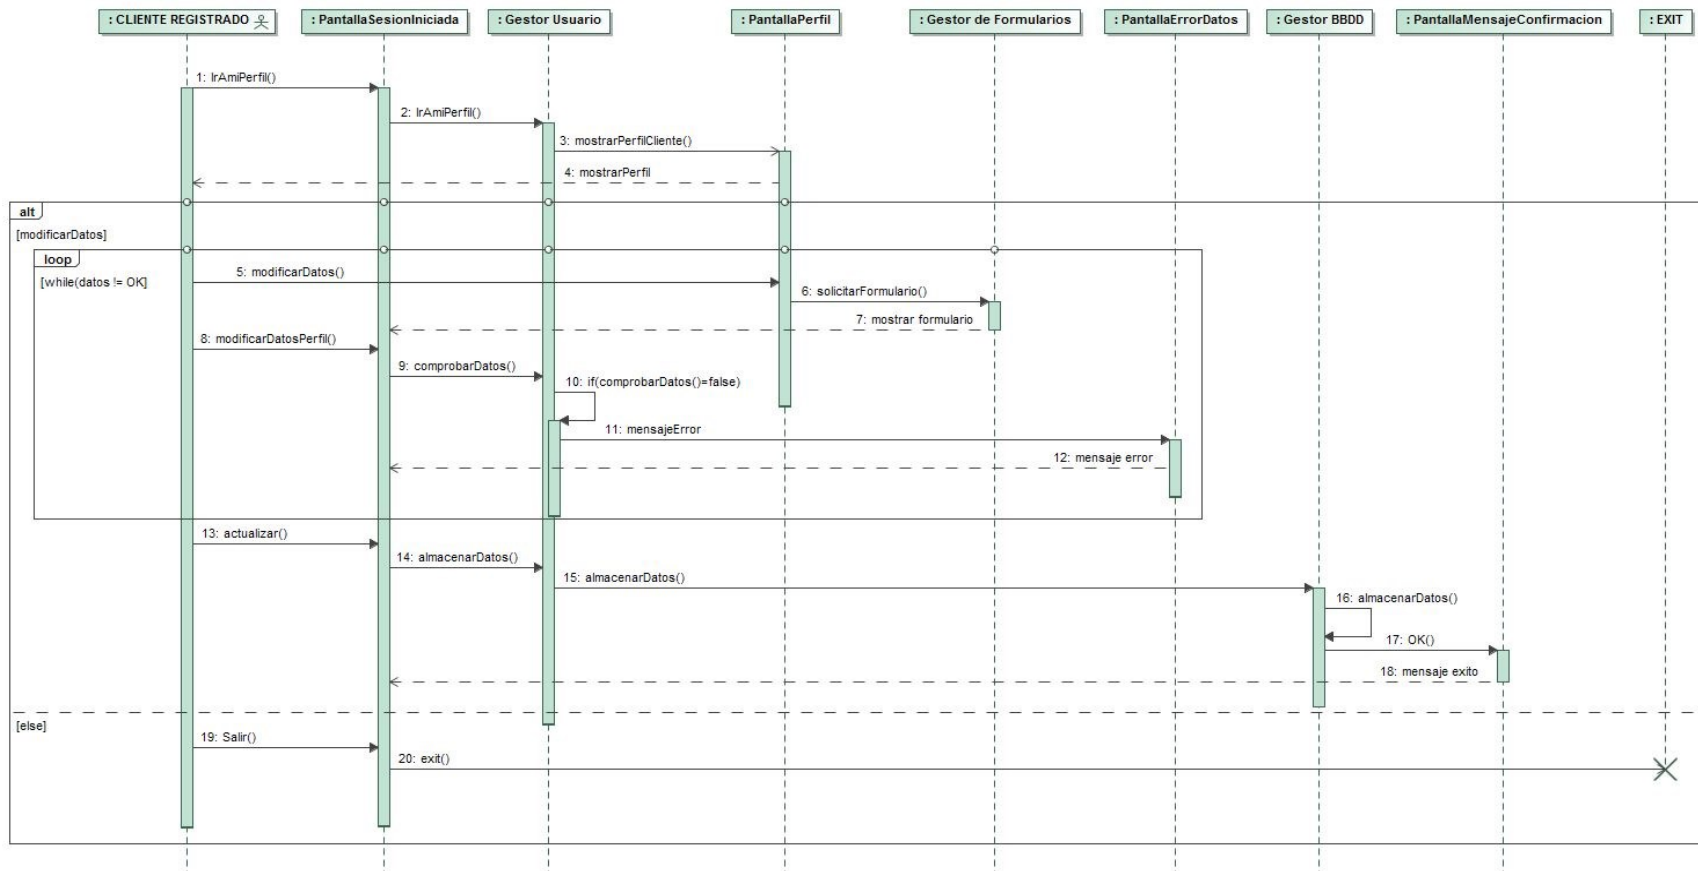 : CLIENTE REGISTRADO
: PantallaSesionIniciada
: Gestor Usuario
: PantallaPerfil
: Gestor de Formularios
: PantallaErrorDatos
: Gestor BBDD
: PantallaMensajeConfirmacion
: EXIT
1: IrAmiPerfil()
2: IrAmiPerfil()
3: mostrarPerfilCliente()
4: mostrarPerfil
alt
[modificarDatos]
loop
[while(datos != OK]
5: modificarDatos()
6: solicitarFormulario()
7: mostrar formulario
8: modificarDatosPerfil()
9: comprobarDatos()
10: if(comprobarDatos()=false)
11: mensajeError
12: mensaje error
13: actualizar()
14: almacenarDatos()
15: almacenarDatos()
16: almacenarDatos()
17: OK()
18: mensaje exito
[else]
19: Salir()
20: exit()